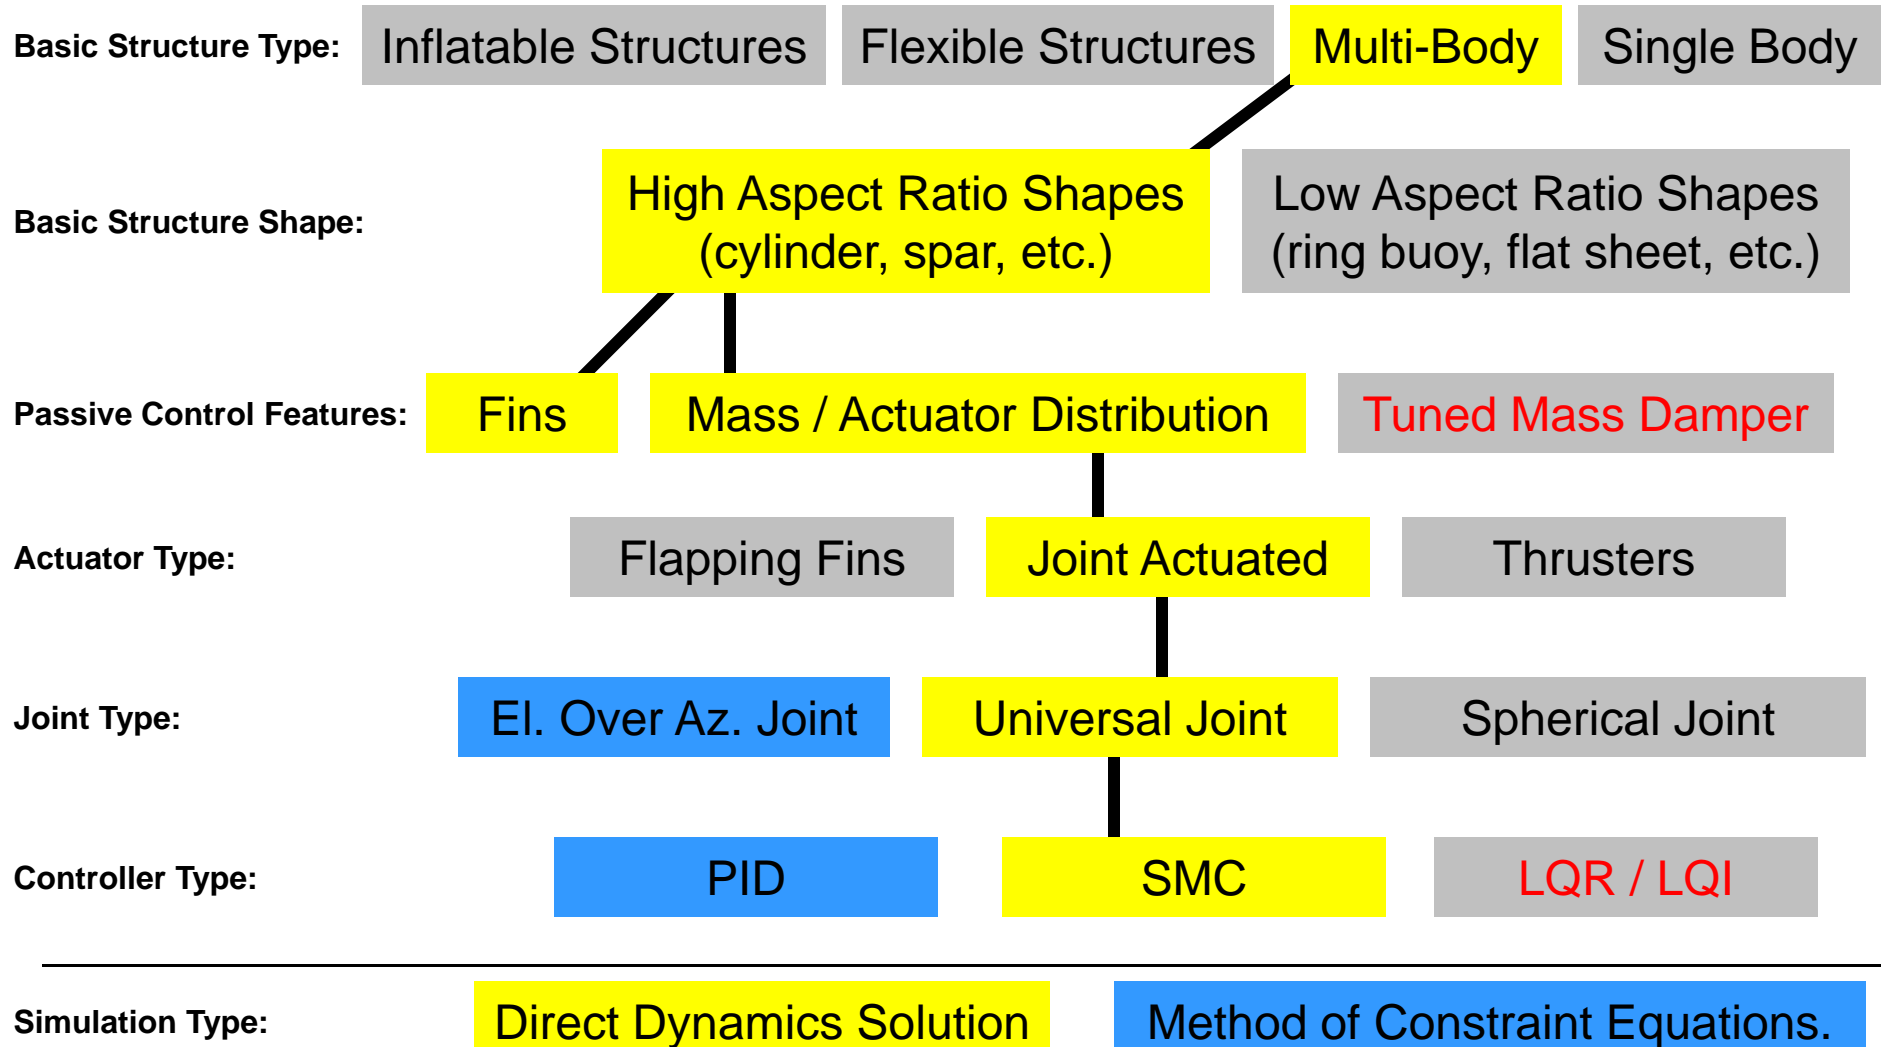 Basic Structure Type: Inflatable Structures Flexible Structures Multi-Body Single Body
High Aspect Ratio Shapes Low Aspect Ratio Shapes
Basic Structure Shape:
(cylinder, spar, etc.) (ring buoy, flat sheet, etc.)
Passive Control Features: Fins Mass / Actuator Distribution Tuned Mass Damper
Actuator Type: Flapping Fins Joint Actuated Thrusters
Joint Type: El. Over Az. Joint Universal Joint Spherical Joint
Controller Type: PID SMC LQR / LQI
Simulation Type: Direct Dynamics Solution Method of Constraint Equations.